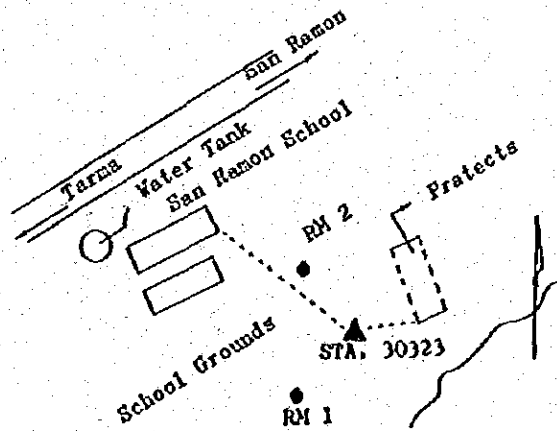 San Ramon
Tarma
Water Tank
San Ramon School
Pratects
RM 2
STA. 30323
School Grounds
RM 1